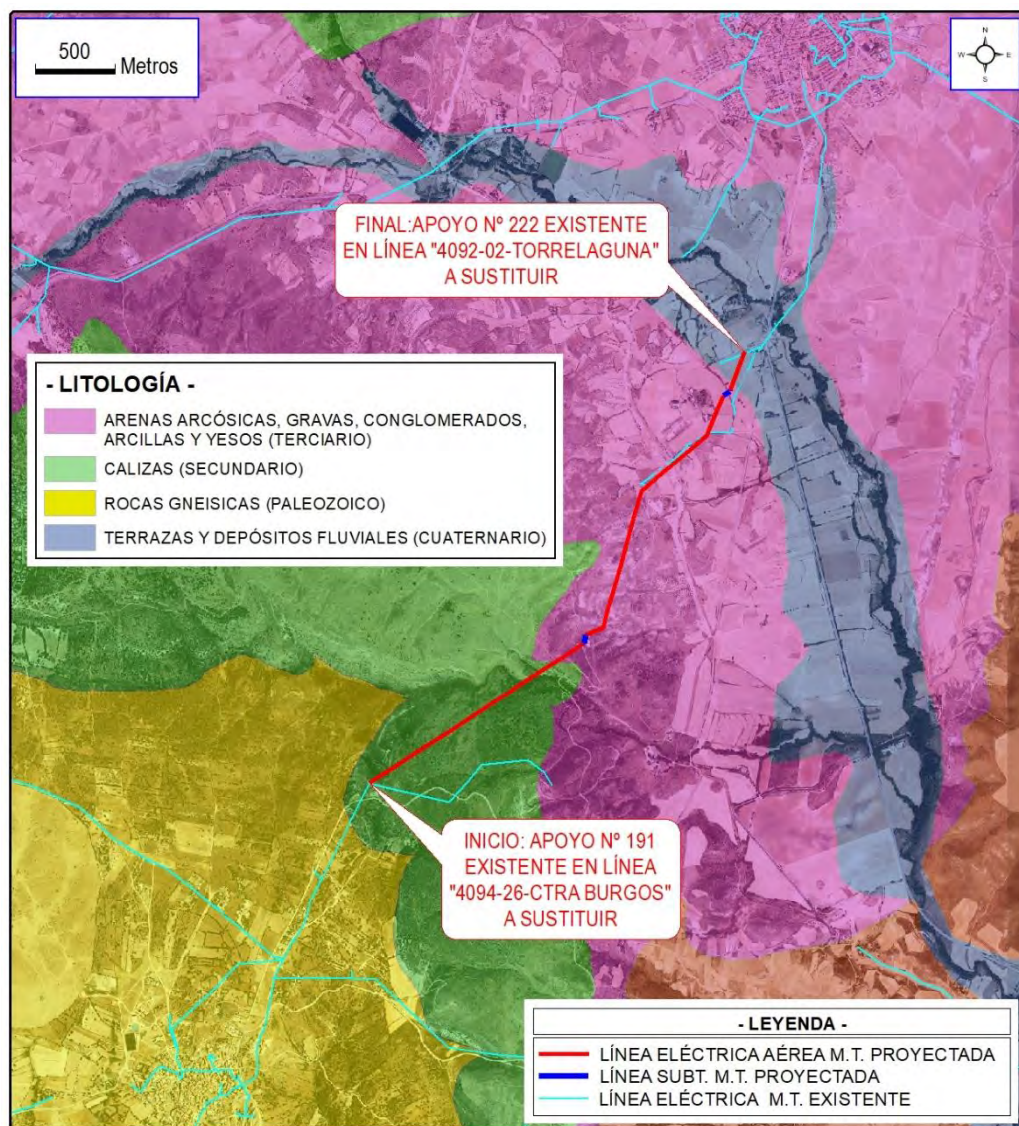 500
Metros
N
W E
S
FINAL:APOYO Nº 222 EXISTENTE
EN LÍNEA "4092-02-TORRELAGUNA"
A SUSTITUIR
- LITOLOGÍA -
ARENAS ARCÓSICAS, GRAVAS, CONGLOMERADOS,
ARCILLAS Y YESOS (TERCIARIO)
CALIZAS (SECUNDARIO)
ROCAS GNEISICAS (PALEOZOICO)
TERRAZAS Y DEPÓSITOS FLUVIALES (CUATERNARIO)
INICIO: APOYO Nº 191
EXISTENTE EN LÍNEA
"4094-26-CTRA BURGOS"
A SUSTITUIR
- LEYENDA -
LÍNEA ELÉCTRICA AÉREA M.T. PROYECTADA
LÍNEA SUBT. M.T. PROYECTADA
LÍNEA ELÉCTRICA M.T. EXISTENTE